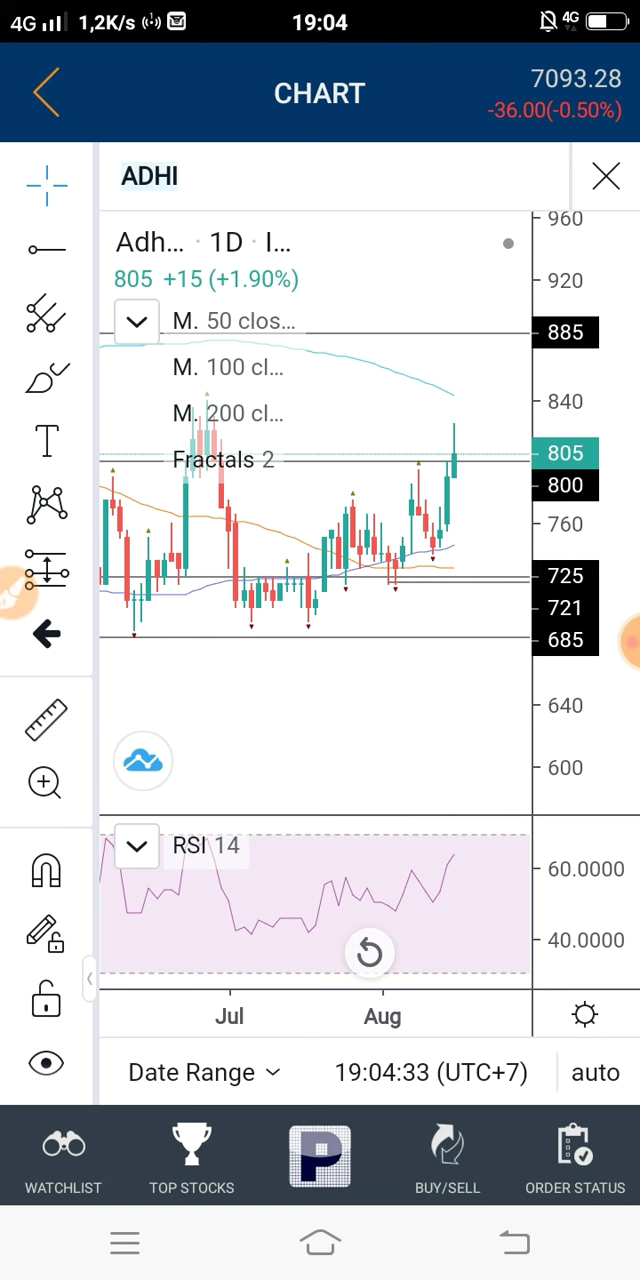 4G 1,2K/s 19:04 4G
CHART
7093.28
-36.00(-0.50%)
ADHI
Adh... · 1D · I...
805 +15 (+1.90%)
M. 50 clos...
M. 100 cl...
M. 200 cl...
Fractals 2
960
920
885
840
805
800
760
725
721
685
640
600
RSI 14
60.0000
40.0000
Jul Aug
Date Range 19:04:33 (UTC+7) auto
WATCHLIST TOP STOCKS P BUY/SELL ORDER STATUS